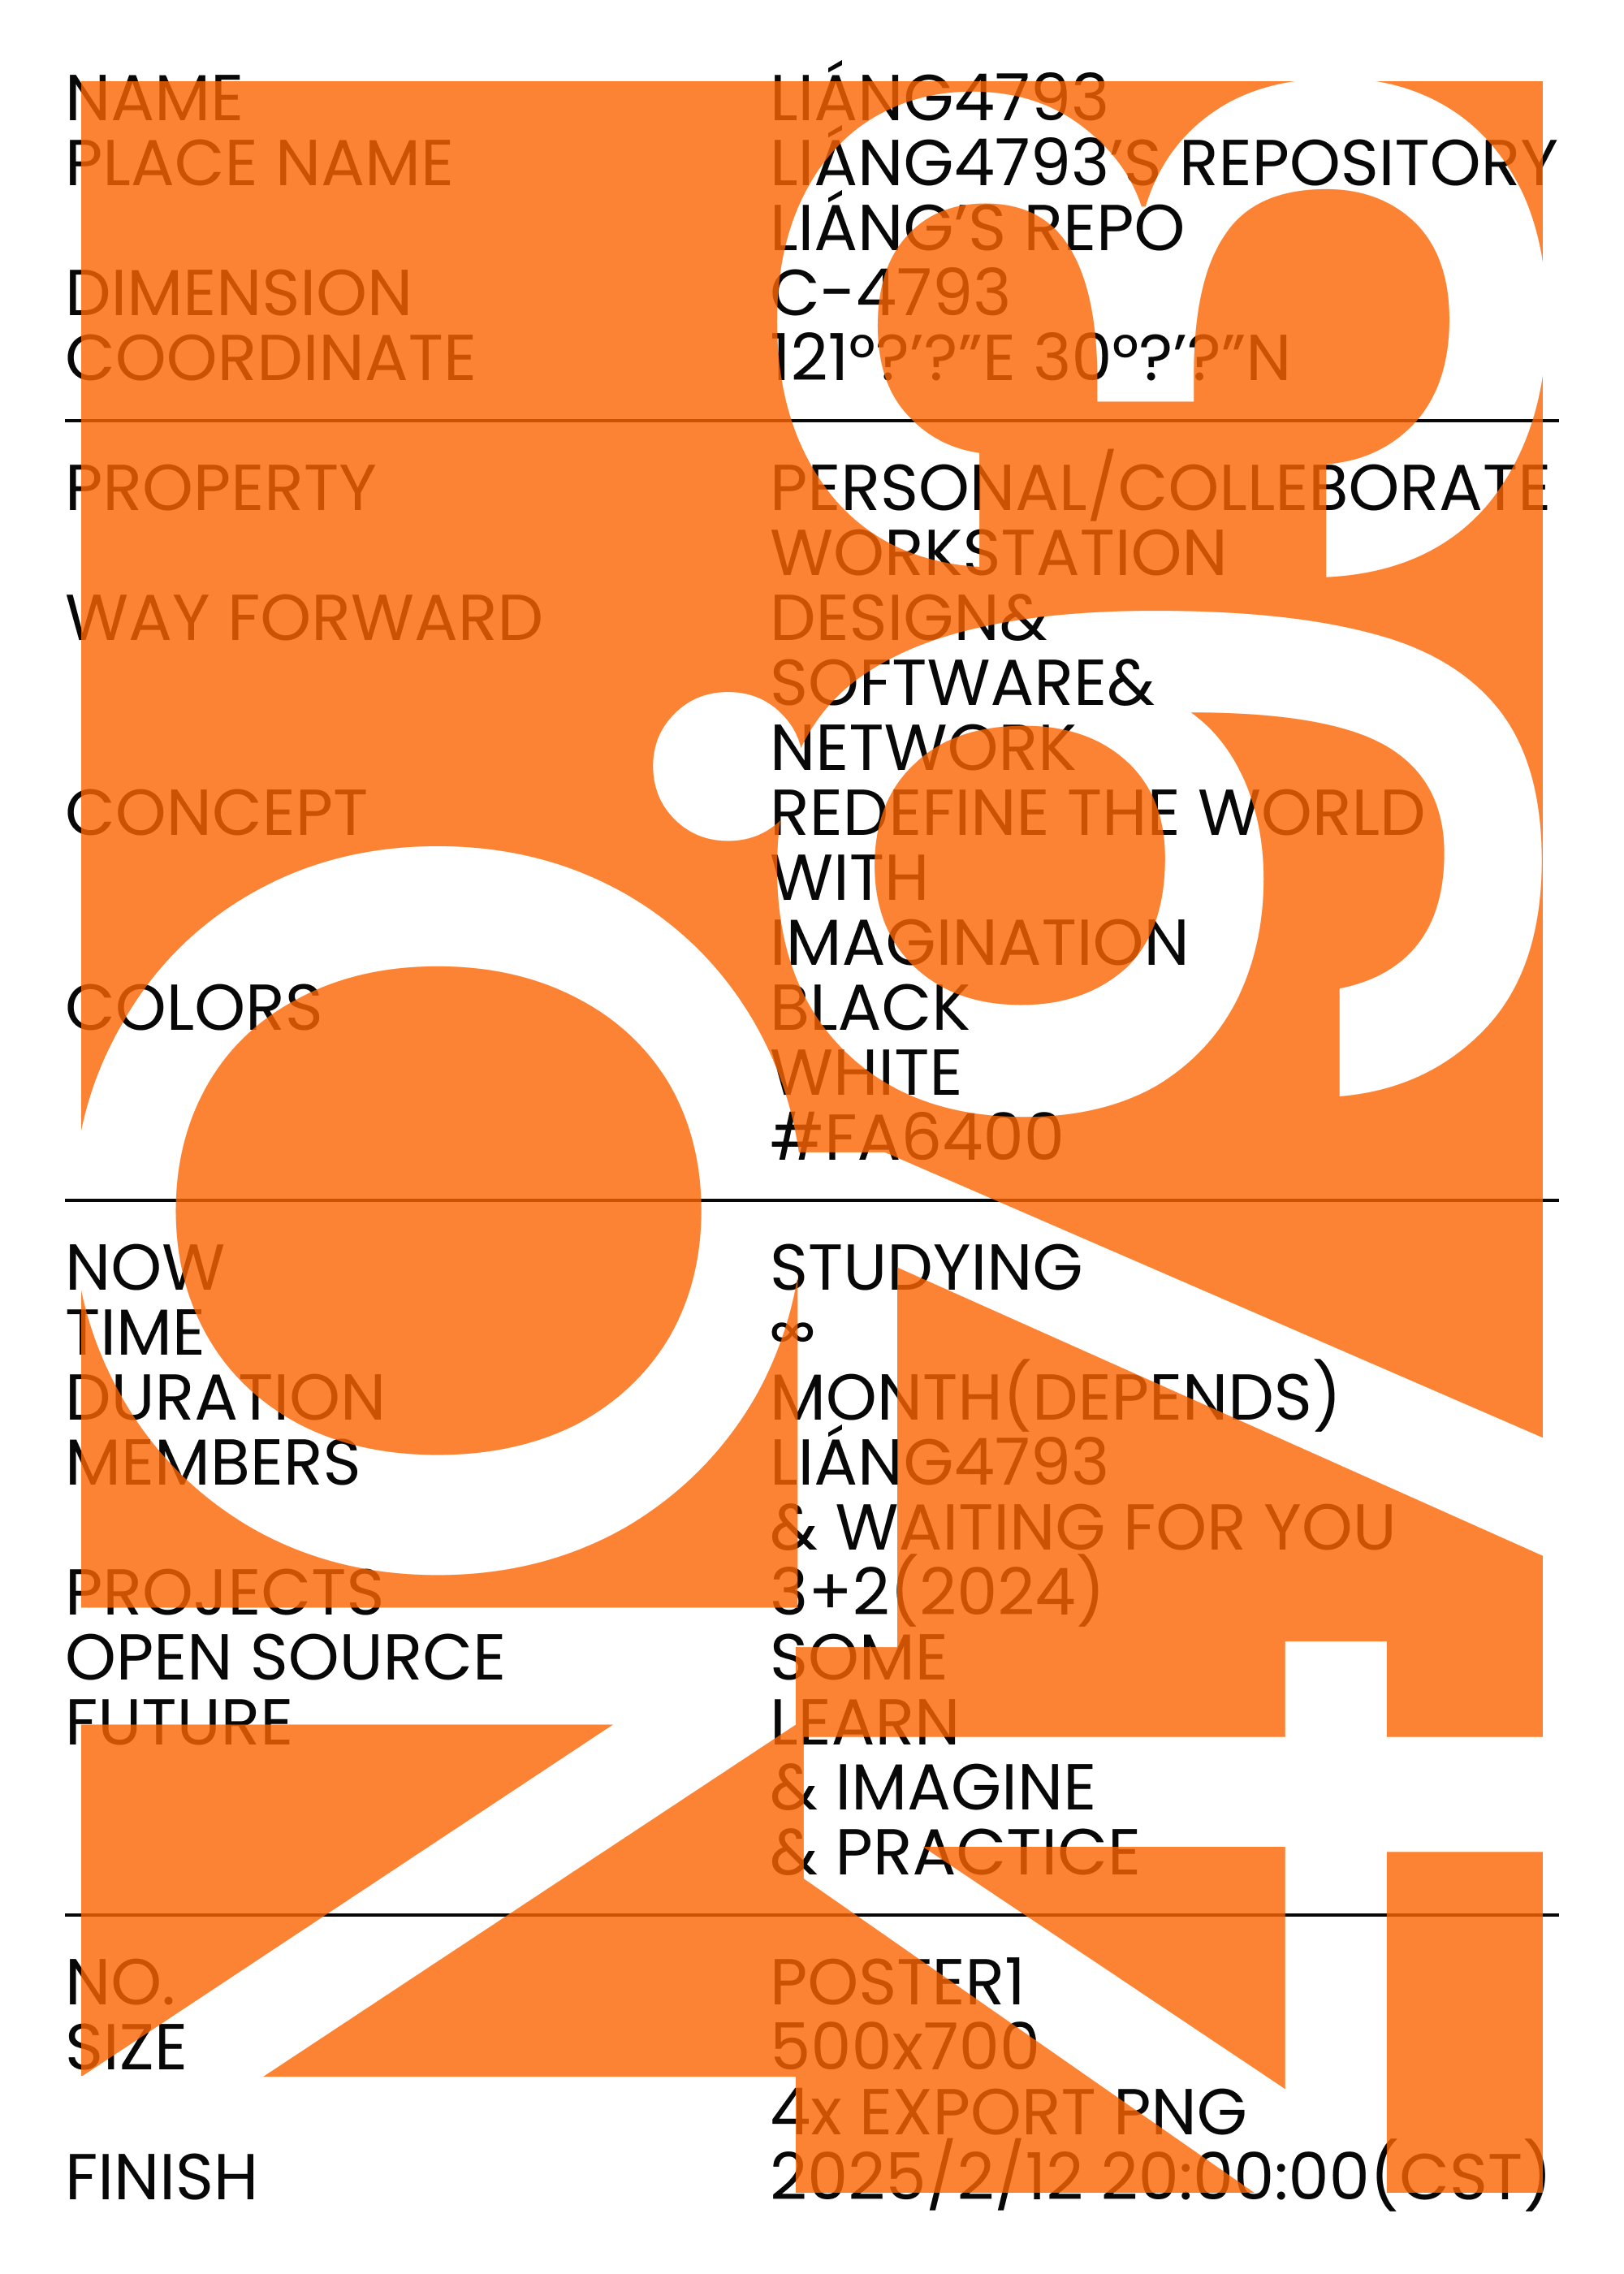 NAME LIÁNG4793
PLACE NAME LIÁNG4793’S REPOSITORY
LIÁNG’S REPO
DIMENSION C-4793
COORDINATE 121°?’?”E 30°?’?”N
PROPERTY PERSONAL/COLLEBORATE
WORKSTATION
WAY FORWARD DESIGN&
SOFTWARE&
NETWORK
CONCEPT REDEFINE THE WORLD
WITH
IMAGINATION
COLORS BLACK
WHITE
#FA6400
NOW STUDYING
TIME ∞
DURATION MONTH(DEPENDS)
MEMBERS LIÁNG4793
& WAITING FOR YOU
PROJECTS 3+2(2024)
OPEN SOURCE SOME
FUTURE LEARN
& IMAGINE
& PRACTICE
NO. POSTER1
SIZE 500x700
4x EXPORT PNG
FINISH 2025/2/12 20:00:00(CST)
NO.
4793